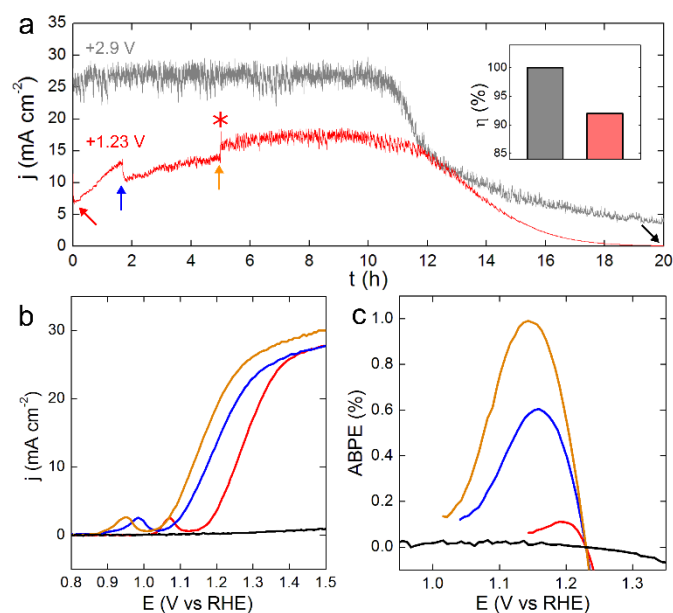 a
35
30
25
20
15
10
5
0
j (mA cm⁻²)
+2.9 V
+1.23 V
*
100
95
90
85
η (%)
0 2 4 6 8 10 12 14 16 18 20
t (h)
b
30
20
10
0
j (mA cm⁻²)
0.8 0.9 1.0 1.1 1.2 1.3 1.4 1.5
E (V vs RHE)
c
1.0
0.8
0.6
0.4
0.2
0.0
ABPE (%)
1.0 1.1 1.2 1.3
E (V vs RHE)